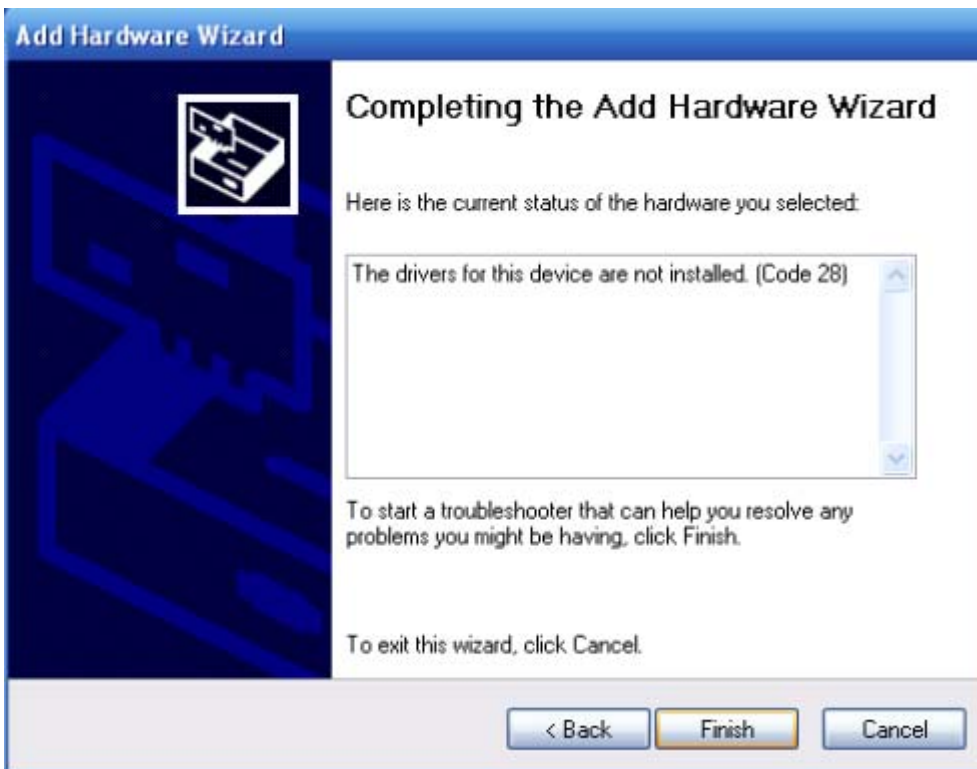 Add Hardware Wizard
Completing the Add Hardware Wizard
Here is the current status of the hardware you selected:
The drivers for this device are not installed. (Code 28)
To start a troubleshooter that can help you resolve any
problems you might be having, click Finish.
To exit this wizard, click Cancel.
< Back Finish Cancel